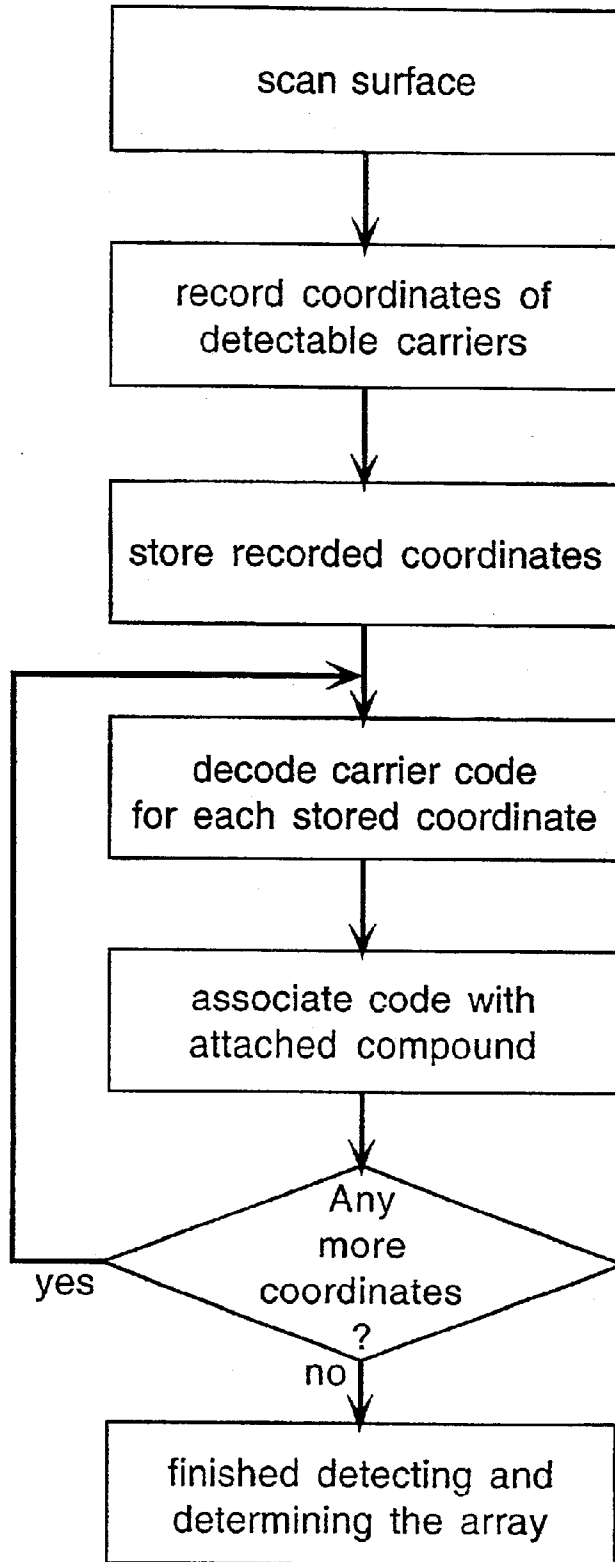 scan surface
record coordinates of
detectable carriers
store recorded coordinates
decode carrier code
for each stored coordinate
associate code with
attached compound
Any
more
coordinates
?
yes
no
finished detecting and
determining the array